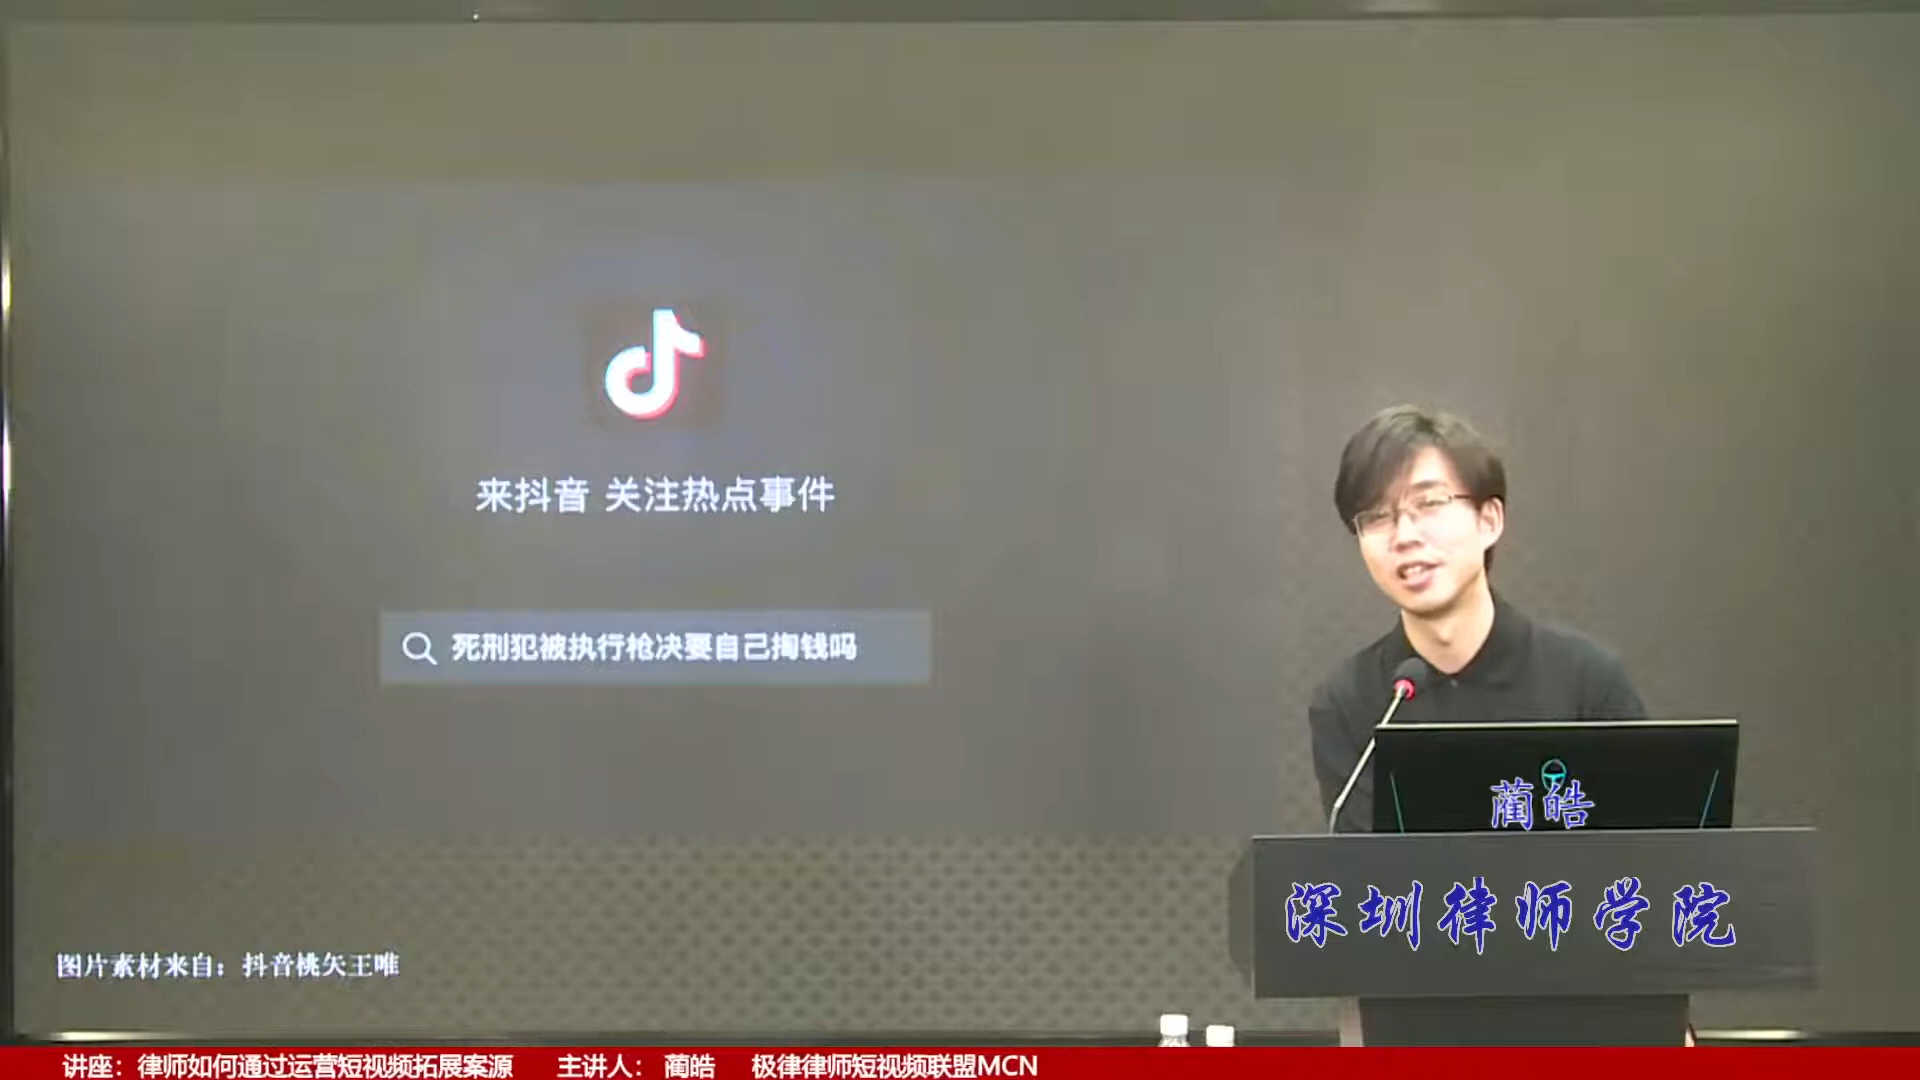 来抖音 关注热点事件
死刑犯被执行枪决要自己掏钱吗
图片素材来自：抖音桃矢王唯
蔺皓
深圳律师学院
讲座：律师如何通过运营短视频拓展案源 主讲人： 蔺皓 极律律师短视频联盟MCN